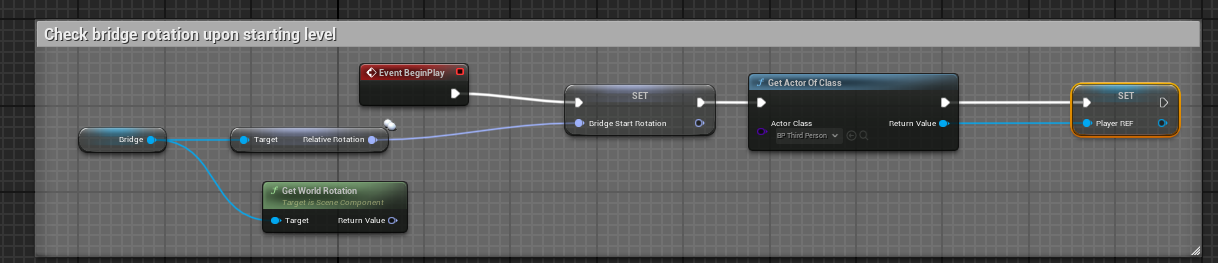 Check bridge rotation upon starting level
Event BeginPlay
SET
Bridge Start Rotation
Get Actor Of Class
Actor Class
BP Third Person
Return Value
SET
Player REF
Bridge
Target
Relative Rotation
Get World Rotation
Target is Scene Component
Target
Return Value